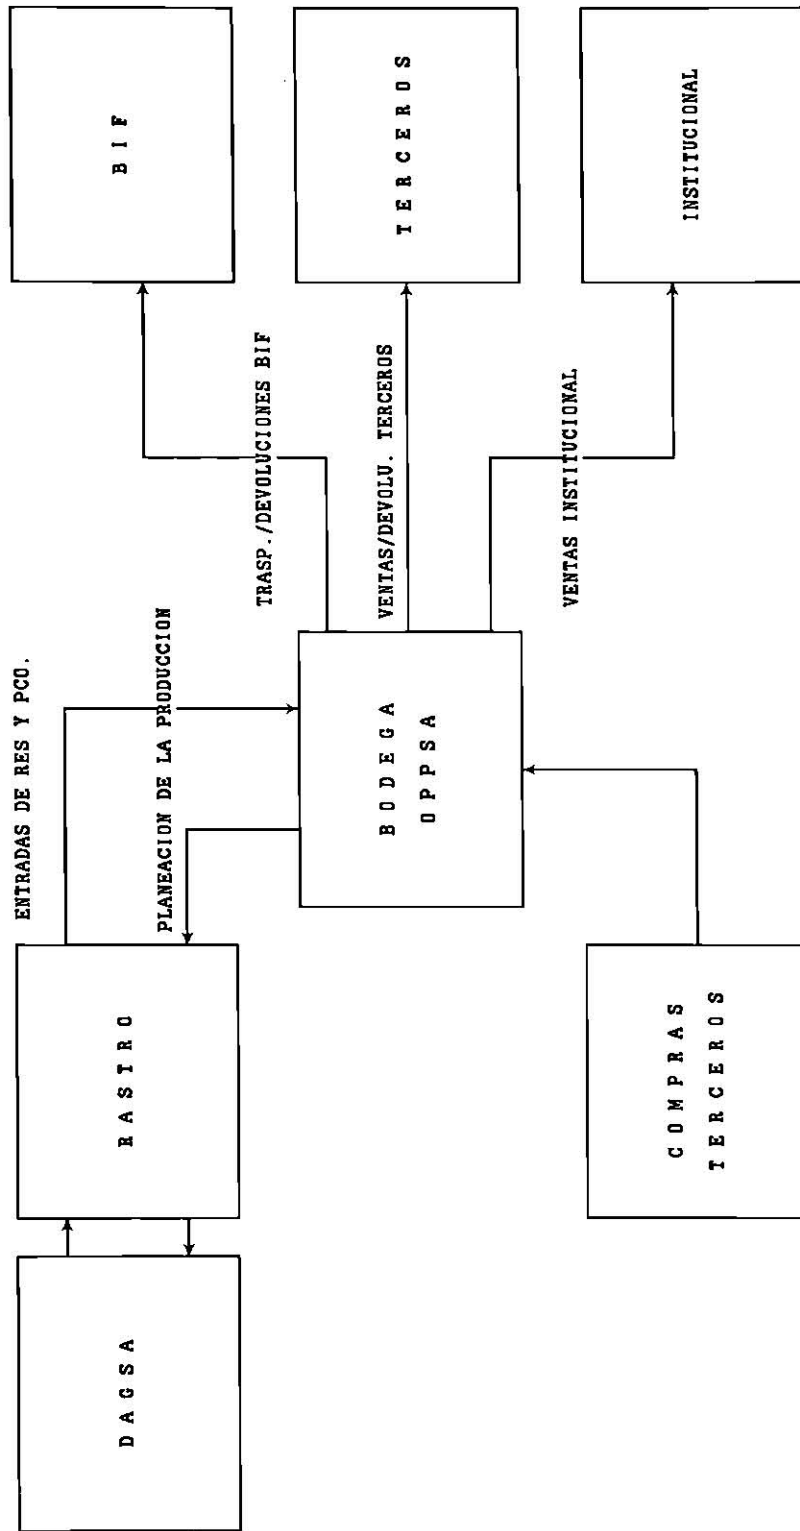 DAGSA
RASTRO
ENTRADAS DE RES Y PCO.
PLANEACION DE LA PRODUCCION
BODEGA
OPPSA
COMPRAS
TERCEROS
TRASP./DEVOLUCIONES BIF
VENTAS/DEVOLU. TERCEROS
VENTAS INSTITUCIONAL
BIF
TERCEROS
INSTITUCIONAL